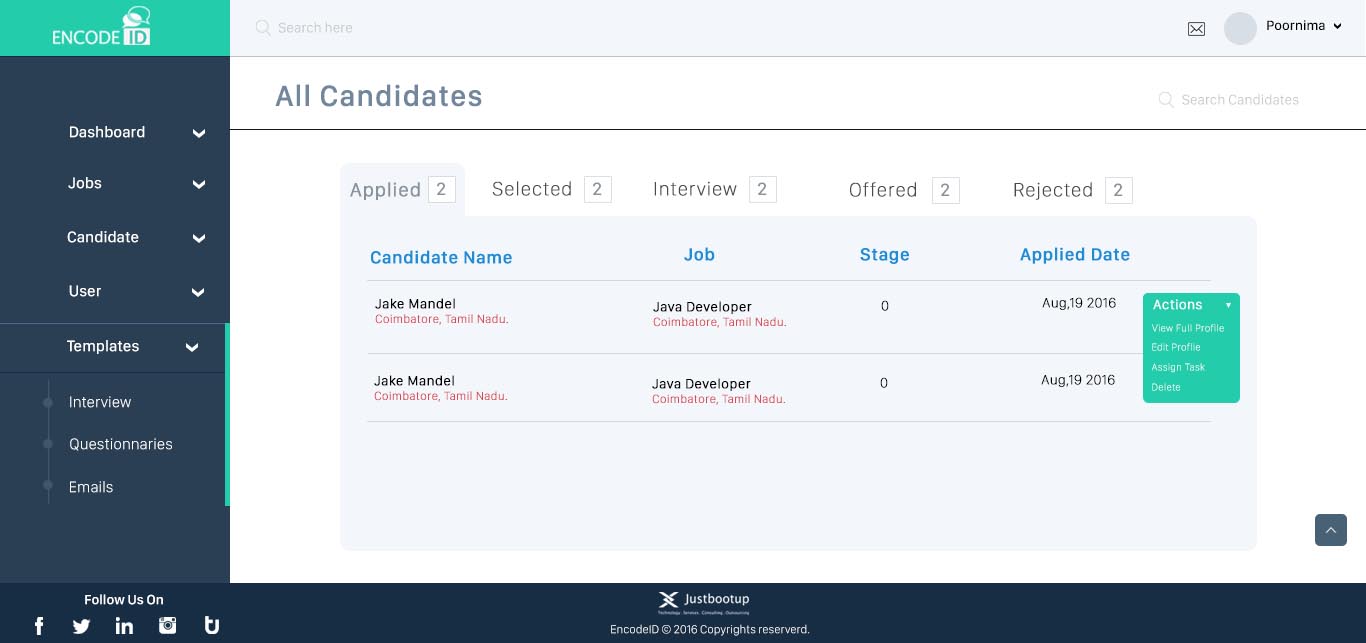 ENCODE ID
Search here
Poornima
All Candidates
Search Candidates
Dashboard
Jobs
Candidate
User
Templates
Interview
Questionnaries
Emails
Applied 2
Selected 2
Interview 2
Offered 2
Rejected 2
Candidate Name Job Stage Applied Date
Jake Mandel Java Developer 0 Aug,19 2016
Coimbatore, Tamil Nadu. Coimbatore, Tamil Nadu.
Actions
View Full Profile
Edit Profile
Assign Task
Delete
Jake Mandel Java Developer 0 Aug,19 2016
Coimbatore, Tamil Nadu. Coimbatore, Tamil Nadu.
Follow Us On
Justbootup
Technology. Services. Consulting. Outsourcing
EncodeID © 2016 Copyrights reserverd.